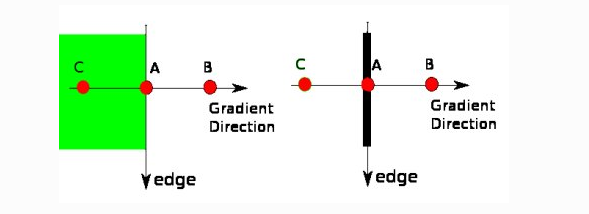 C
A
B
Gradient
Direction
edge
C
A
B
Gradient
Direction
edge